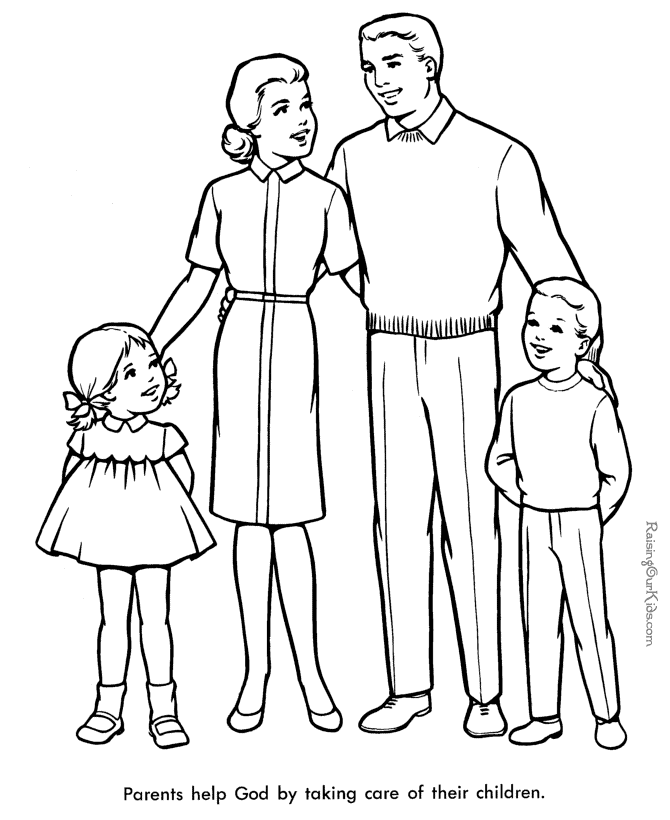 RaisingOurKids.com
Parents help God by taking care of their children.